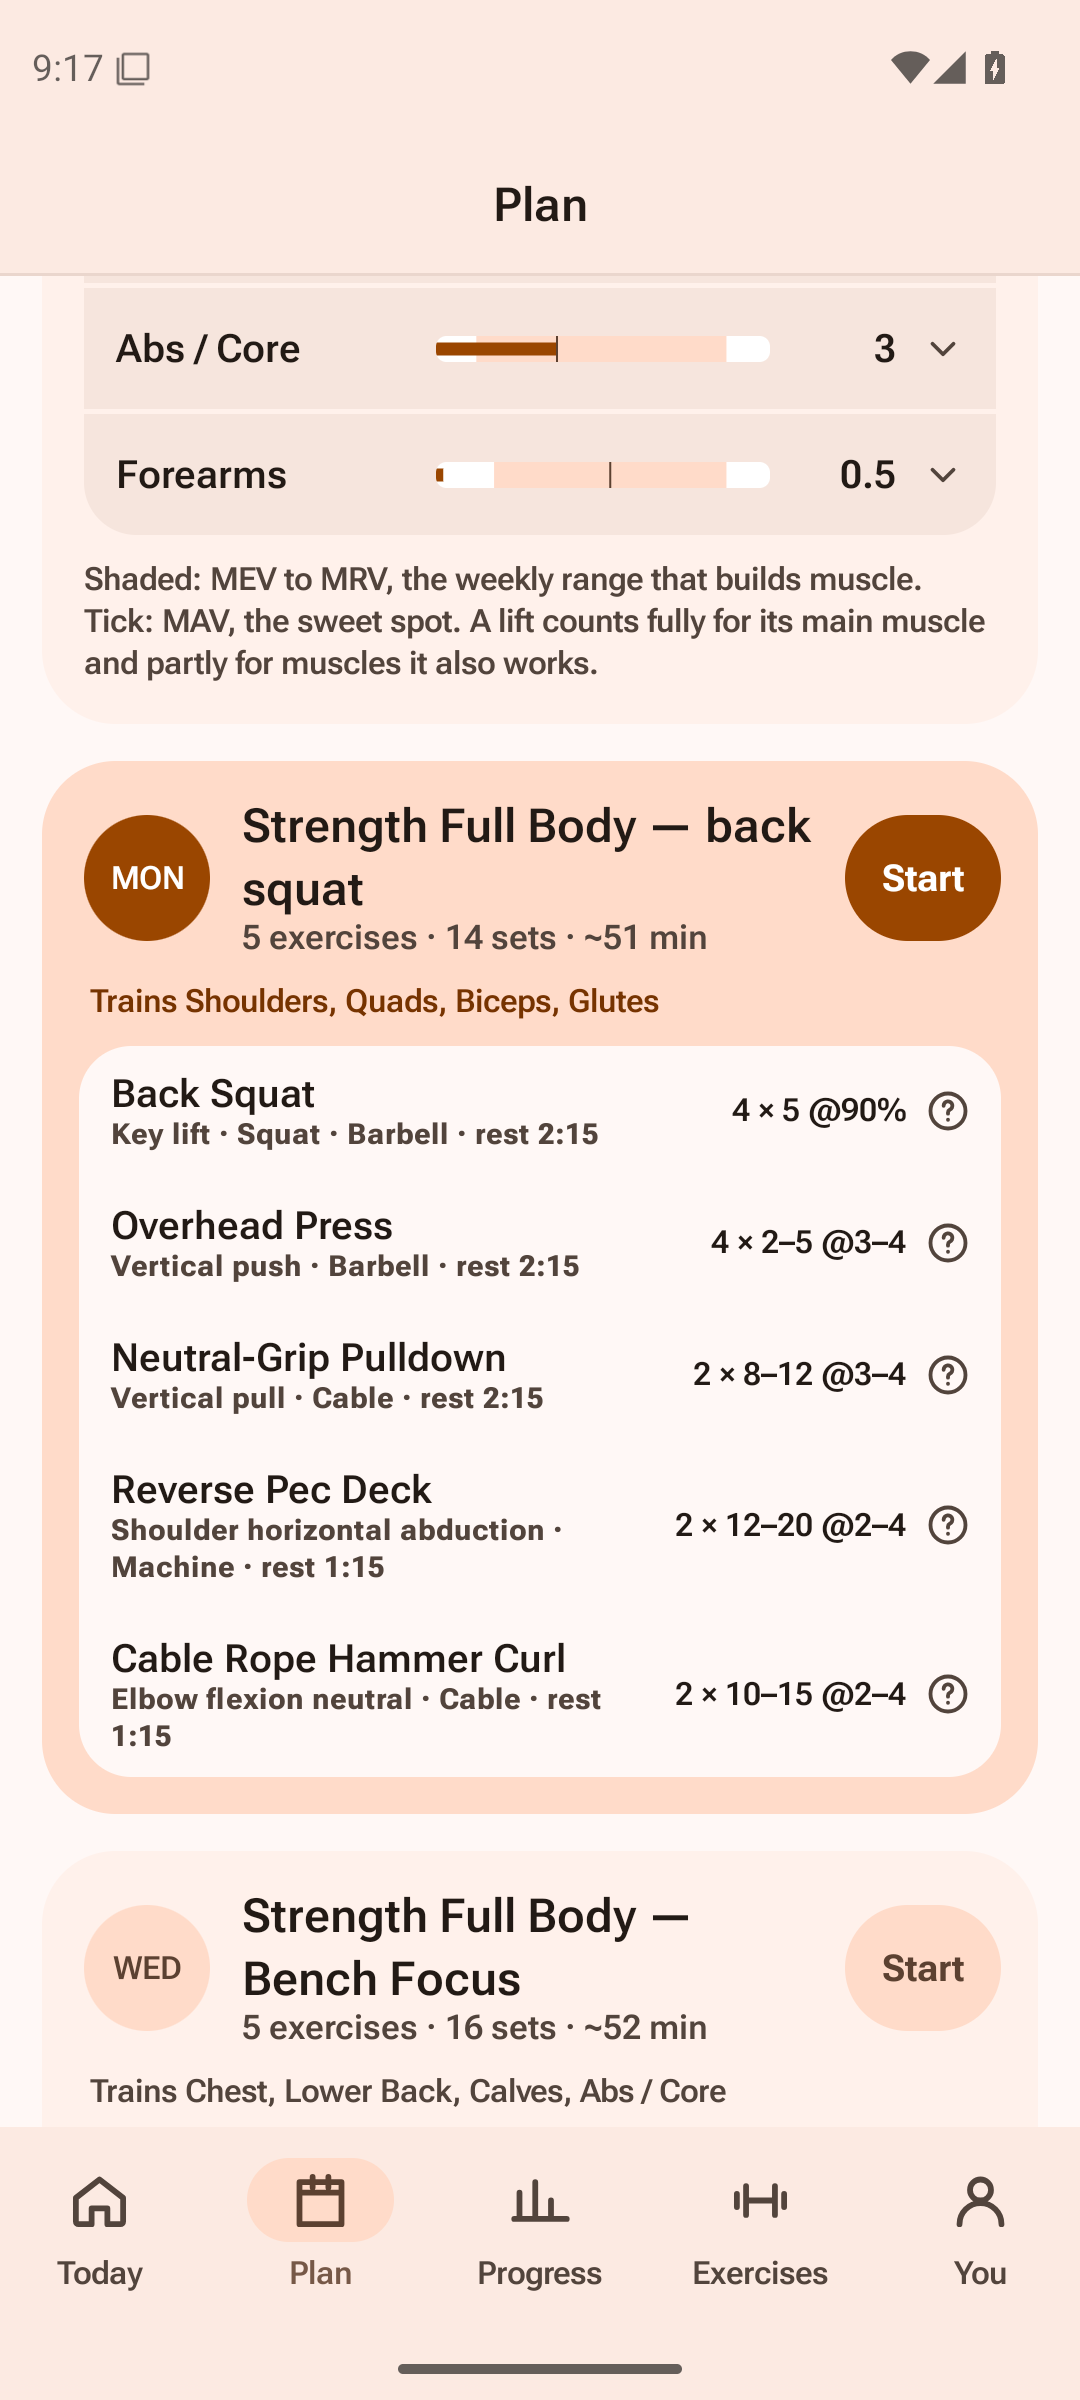 9:17
Plan
Abs / Core
3
Forearms
0.5
Shaded: MEV to MRV, the weekly range that builds muscle.
Tick: MAV, the sweet spot. A lift counts fully for its main muscle
and partly for muscles it also works.
MON
Strength Full Body — back
squat
5 exercises · 14 sets · ~51 min
Start
Trains Shoulders, Quads, Biceps, Glutes
Back Squat
Key lift · Squat · Barbell · rest 2:15
4 × 5 @90%
Overhead Press
Vertical push · Barbell · rest 2:15
4 × 2–5 @3–4
Neutral-Grip Pulldown
Vertical pull · Cable · rest 2:15
2 × 8–12 @3–4
Reverse Pec Deck
Shoulder horizontal abduction ·
Machine · rest 1:15
2 × 12–20 @2–4
Cable Rope Hammer Curl
Elbow flexion neutral · Cable · rest
1:15
2 × 10–15 @2–4
WED
Strength Full Body —
Bench Focus
5 exercises · 16 sets · ~52 min
Start
Trains Chest, Lower Back, Calves, Abs / Core
Today
Plan
Progress
Exercises
You